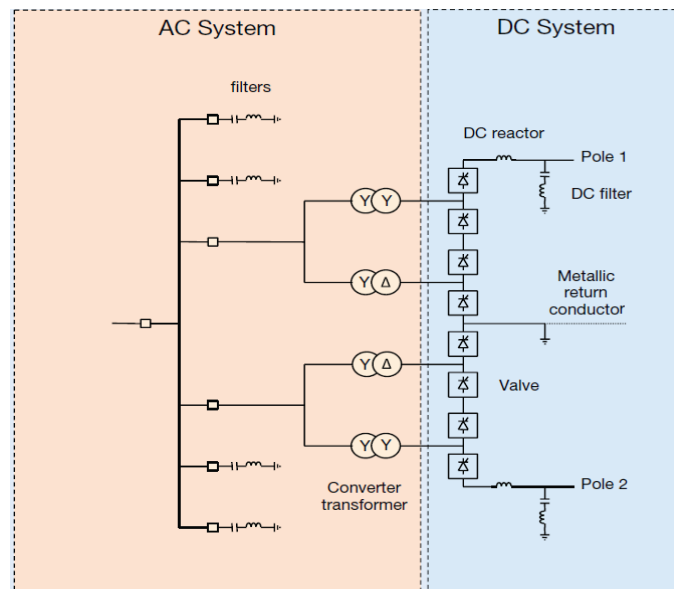 AC System
DC System
filters
DC reactor
Pole 1
DC filter
Y Y
Y Δ
Metallic
return
conductor
Y Δ
Valve
Y Y
Converter
transformer
Pole 2